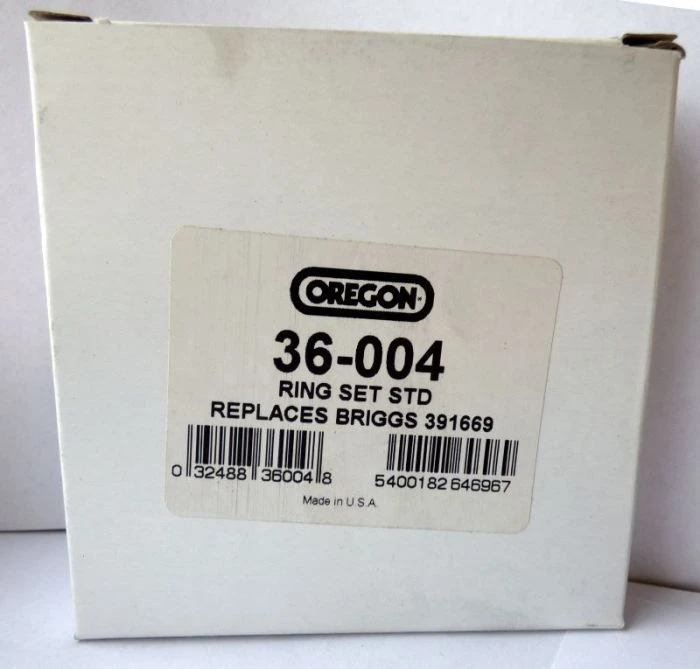 OREGON
36-004
RING SET STD
REPLACES BRIGGS 391669
0 32488 36004 8
5400182 646967
Made in U.S.A.